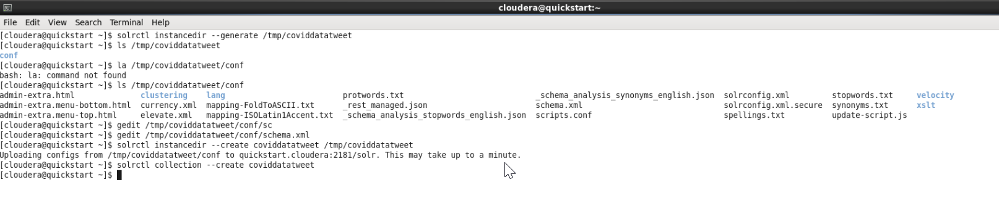 cloudera@quickstart:~
File Edit View Search Terminal Help
[cloudera@quickstart ~]$ solrctl instancedir --generate /tmp/coviddatatweet
[cloudera@quickstart ~]$ ls /tmp/coviddatatweet
conf
[cloudera@quickstart ~]$ la /tmp/coviddatatweet/conf
bash: la: command not found
[cloudera@quickstart ~]$ ls /tmp/coviddatatweet/conf
admin-extra.html clustering lang protwords.txt _schema_analysis_synonyms_english.json solrconfig.xml stopwords.txt velocity
admin-extra.menu-bottom.html currency.xml mapping-FoldToASCII.txt _rest_managed.json schema.xml solrconfig.xml.secure synonyms.txt xslt
admin-extra.menu-top.html elevate.xml mapping-ISOLatin1Accent.txt _schema_analysis_stopwords_english.json scripts.conf spellings.txt update-script.js
[cloudera@quickstart ~]$ gedit /tmp/coviddatatweet/conf/sc
[cloudera@quickstart ~]$ gedit /tmp/coviddatatweet/conf/schema.xml
[cloudera@quickstart ~]$ solrctl instancedir --create coviddatatweet /tmp/coviddatatweet
Uploading configs from /tmp/coviddatatweet/conf to quickstart.cloudera:2181/solr. This may take up to a minute.
[cloudera@quickstart ~]$ solrctl collection --create coviddatatweet
[cloudera@quickstart ~]$